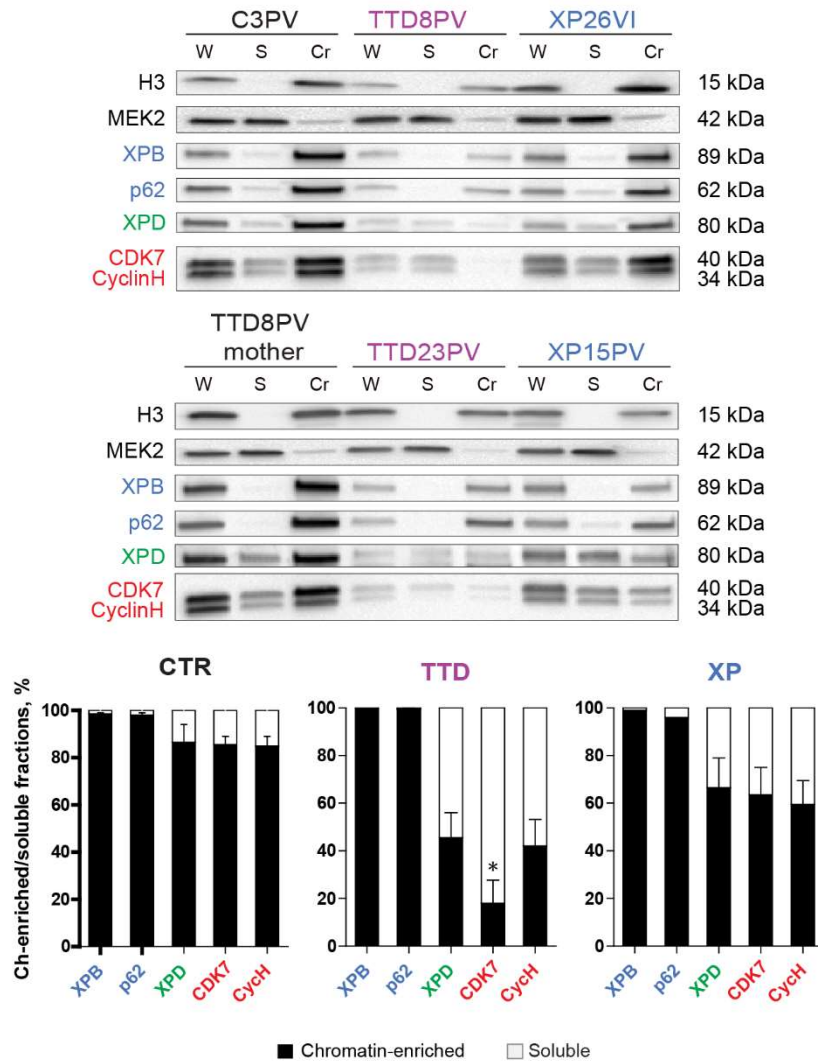 C3PV TTD8PV XP26VI
W S Cr W S Cr W S Cr
H3 15 kDa
MEK2 42 kDa
XPB 89 kDa
p62 62 kDa
XPD 80 kDa
CDK7 40 kDa
CyclinH 34 kDa
TTD8PV
mother TTD23PV XP15PV
W S Cr W S Cr W S Cr
H3 15 kDa
MEK2 42 kDa
XPB 89 kDa
p62 62 kDa
XPD 80 kDa
CDK7 40 kDa
CyclinH 34 kDa
CTR TTD XP
Ch-enriched/soluble fractions, %
100 100 100
80 80 80
60 60 60
40 40 40
20 20 20
0 0 0
*
XPB p62 XPD CDK7 CycH XPB p62 XPD CDK7 CycH XPB p62 XPD CDK7 CycH
Chromatin-enriched Soluble